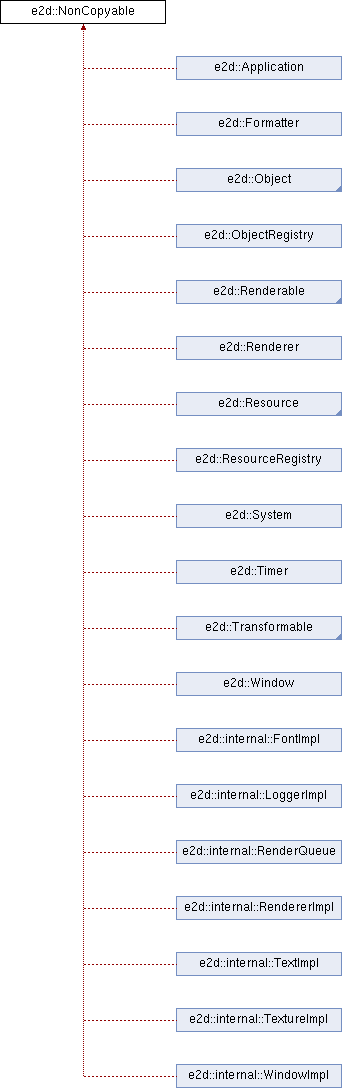 e2d::NonCopyable
e2d::Application
e2d::Formatter
e2d::Object
e2d::ObjectRegistry
e2d::Renderable
e2d::Renderer
e2d::Resource
e2d::ResourceRegistry
e2d::System
e2d::Timer
e2d::Transformable
e2d::Window
e2d::internal::FontImpl
e2d::internal::LoggerImpl
e2d::internal::RenderQueue
e2d::internal::RendererImpl
e2d::internal::TextImpl
e2d::internal::TextureImpl
e2d::internal::WindowImpl